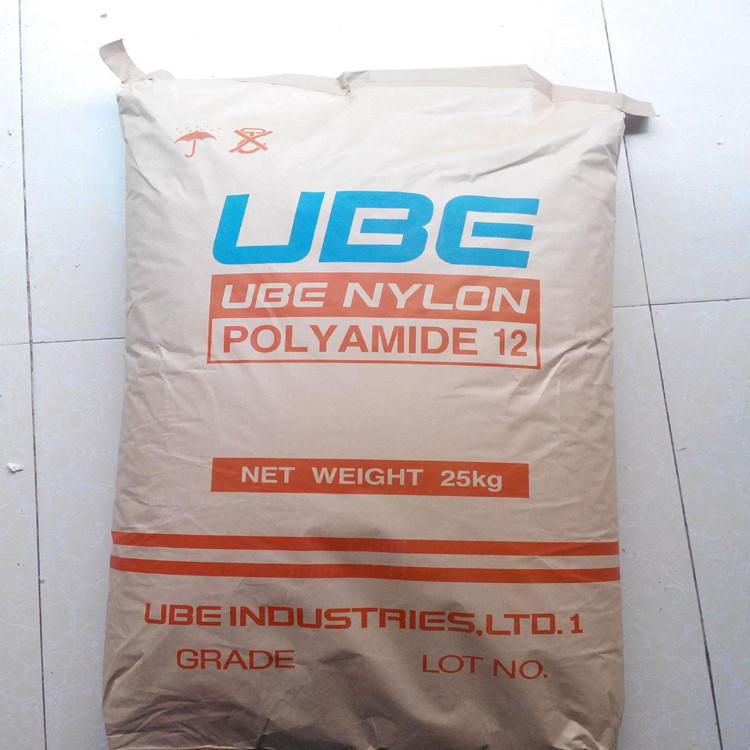 UBE
UBE NYLON
POLYAMIDE 12
NET WEIGHT 25kg
UBE INDUSTRIES,LTD.1
GRADE LOT NO.